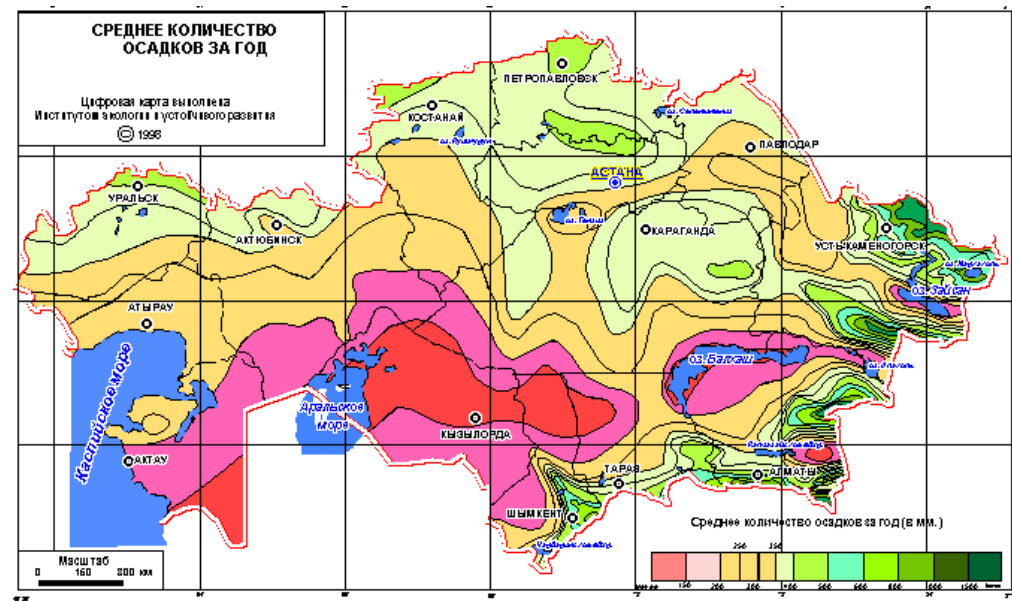 СРЕДНЕЕ КОЛИЧЕСТВО
ОСАДКОВ ЗА ГОД
Цифровая карта выполнена
Институтом экологии и устойчивого развития
© 1998
ПЕТРОПАВЛОВСК
КОСТАНАЙ
ПАВЛОДАР
АСТАНА
УРАЛЬСК
АКТЮБИНСК
КАРАГАНДА
УСТЬ-КАМЕНОГОРСК
оз. Зайсан
АТЫРАУ
оз. Балхаш
Каспийское море
Аральское
море
КЫЗЫЛОРДА
АКТАУ
ТАРАЗ
АЛМАТЫ
ШЫМКЕНТ
Среднее количество осадков за год (в мм.)
Масштаб
0 160 300 км